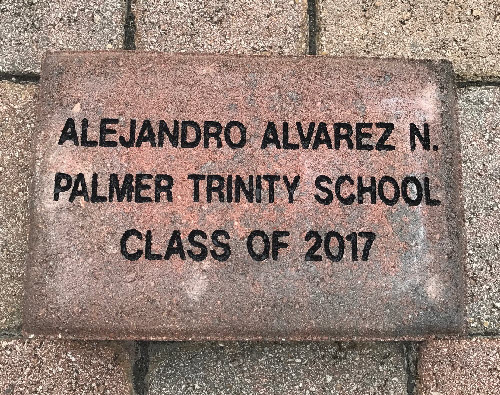 ALEJANDRO ALVAREZ N.
PALMER TRINITY SCHOOL
CLASS OF 2017